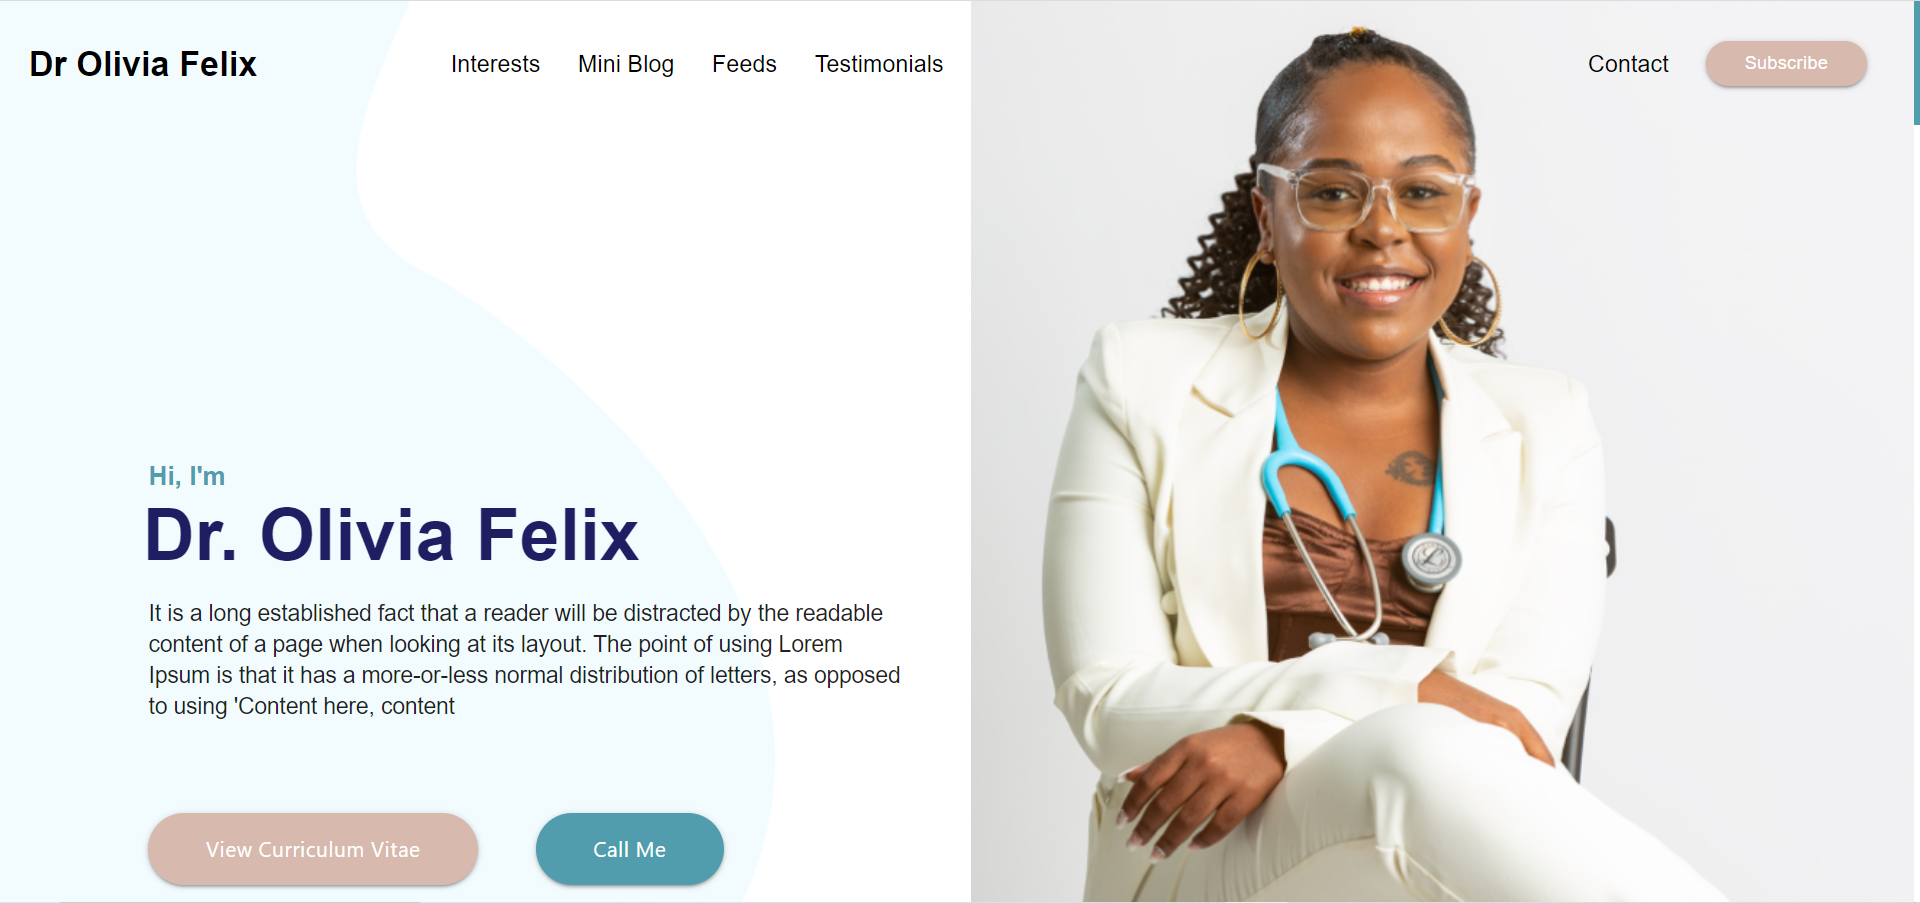 Dr Olivia Felix
Interests
Mini Blog
Feeds
Testimonials
Contact
Subscribe
Hi, I'm
Dr. Olivia Felix
It is a long established fact that a reader will be distracted by the readable
content of a page when looking at its layout. The point of using Lorem
Ipsum is that it has a more-or-less normal distribution of letters, as opposed
to using 'Content here, content
View Curriculum Vitae
Call Me